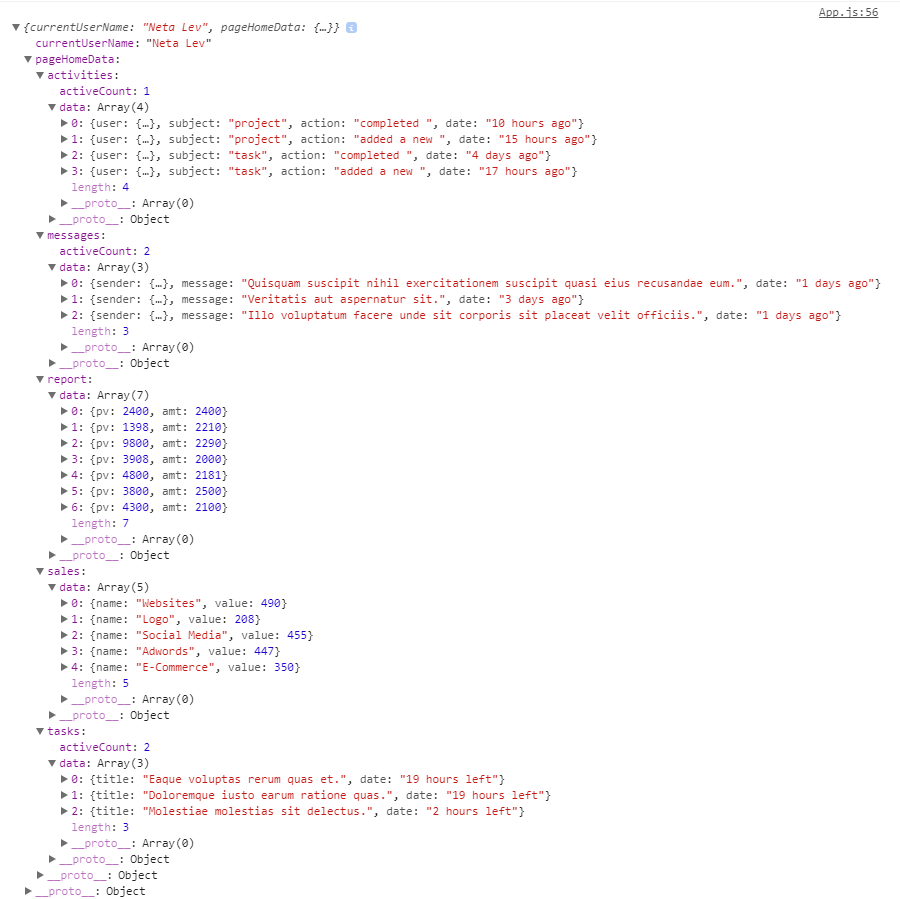 App.js:56
▼{currentUserName: "Neta Lev", pageHomeData: {…}} i
currentUserName: "Neta Lev"
▼pageHomeData:
▼activities:
activeCount: 1
▼data: Array(4)
▶0: {user: {…}, subject: "project", action: "completed ", date: "10 hours ago"}
▶1: {user: {…}, subject: "project", action: "added a new ", date: "15 hours ago"}
▶2: {user: {…}, subject: "task", action: "completed ", date: "4 days ago"}
▶3: {user: {…}, subject: "task", action: "added a new ", date: "17 hours ago"}
length: 4
▶__proto__: Array(0)
▶__proto__: Object
▼messages:
activeCount: 2
▼data: Array(3)
▶0: {sender: {…}, message: "Quisquam suscipit nihil exercitationem suscipit quasi eius recusandae eum.", date: "1 days ago"}
▶1: {sender: {…}, message: "Veritatis aut aspernatur sit.", date: "3 days ago"}
▶2: {sender: {…}, message: "Illo voluptatum facere unde sit corporis sit placeat velit officiis.", date: "1 days ago"}
length: 3
▶__proto__: Array(0)
▶__proto__: Object
▼report:
▼data: Array(7)
▶0: {pv: 2400, amt: 2400}
▶1: {pv: 1398, amt: 2210}
▶2: {pv: 9800, amt: 2290}
▶3: {pv: 3908, amt: 2000}
▶4: {pv: 4800, amt: 2181}
▶5: {pv: 3800, amt: 2500}
▶6: {pv: 4300, amt: 2100}
length: 7
▶__proto__: Array(0)
▶__proto__: Object
▼sales:
▼data: Array(5)
▶0: {name: "Websites", value: 490}
▶1: {name: "Logo", value: 208}
▶2: {name: "Social Media", value: 455}
▶3: {name: "Adwords", value: 447}
▶4: {name: "E-Commerce", value: 350}
length: 5
▶__proto__: Array(0)
▶__proto__: Object
▼tasks:
activeCount: 2
▼data: Array(3)
▶0: {title: "Eaque voluptas rerum quas et.", date: "19 hours left"}
▶1: {title: "Doloremque iusto earum ratione quas.", date: "19 hours left"}
▶2: {title: "Molestiae molestias sit delectus.", date: "2 hours left"}
length: 3
▶__proto__: Array(0)
▶__proto__: Object
▶__proto__: Object
▶__proto__: Object